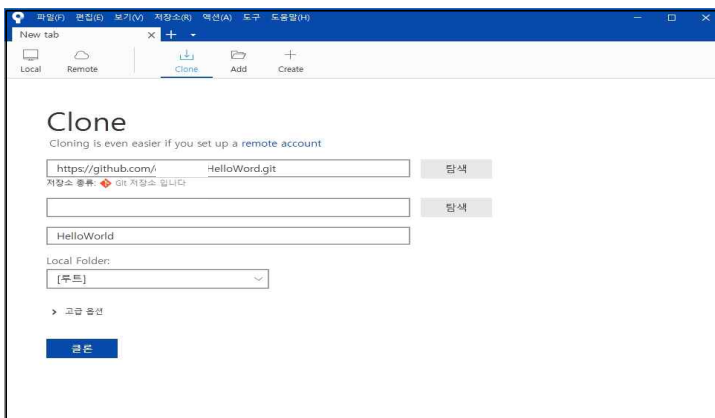 파일(F) 편집(E) 보기(V) 저장소(R) 액션(A) 도구 도움말(H)
New tab
Local Remote Clone Add Create
Clone
Cloning is even easier if you set up a remote account
https://github.com/ HelloWord.git 탐색
저장소 종류: Git 저장소 입니다
탐색
HelloWorld
Local Folder:
[루트]
고급 옵션
클론